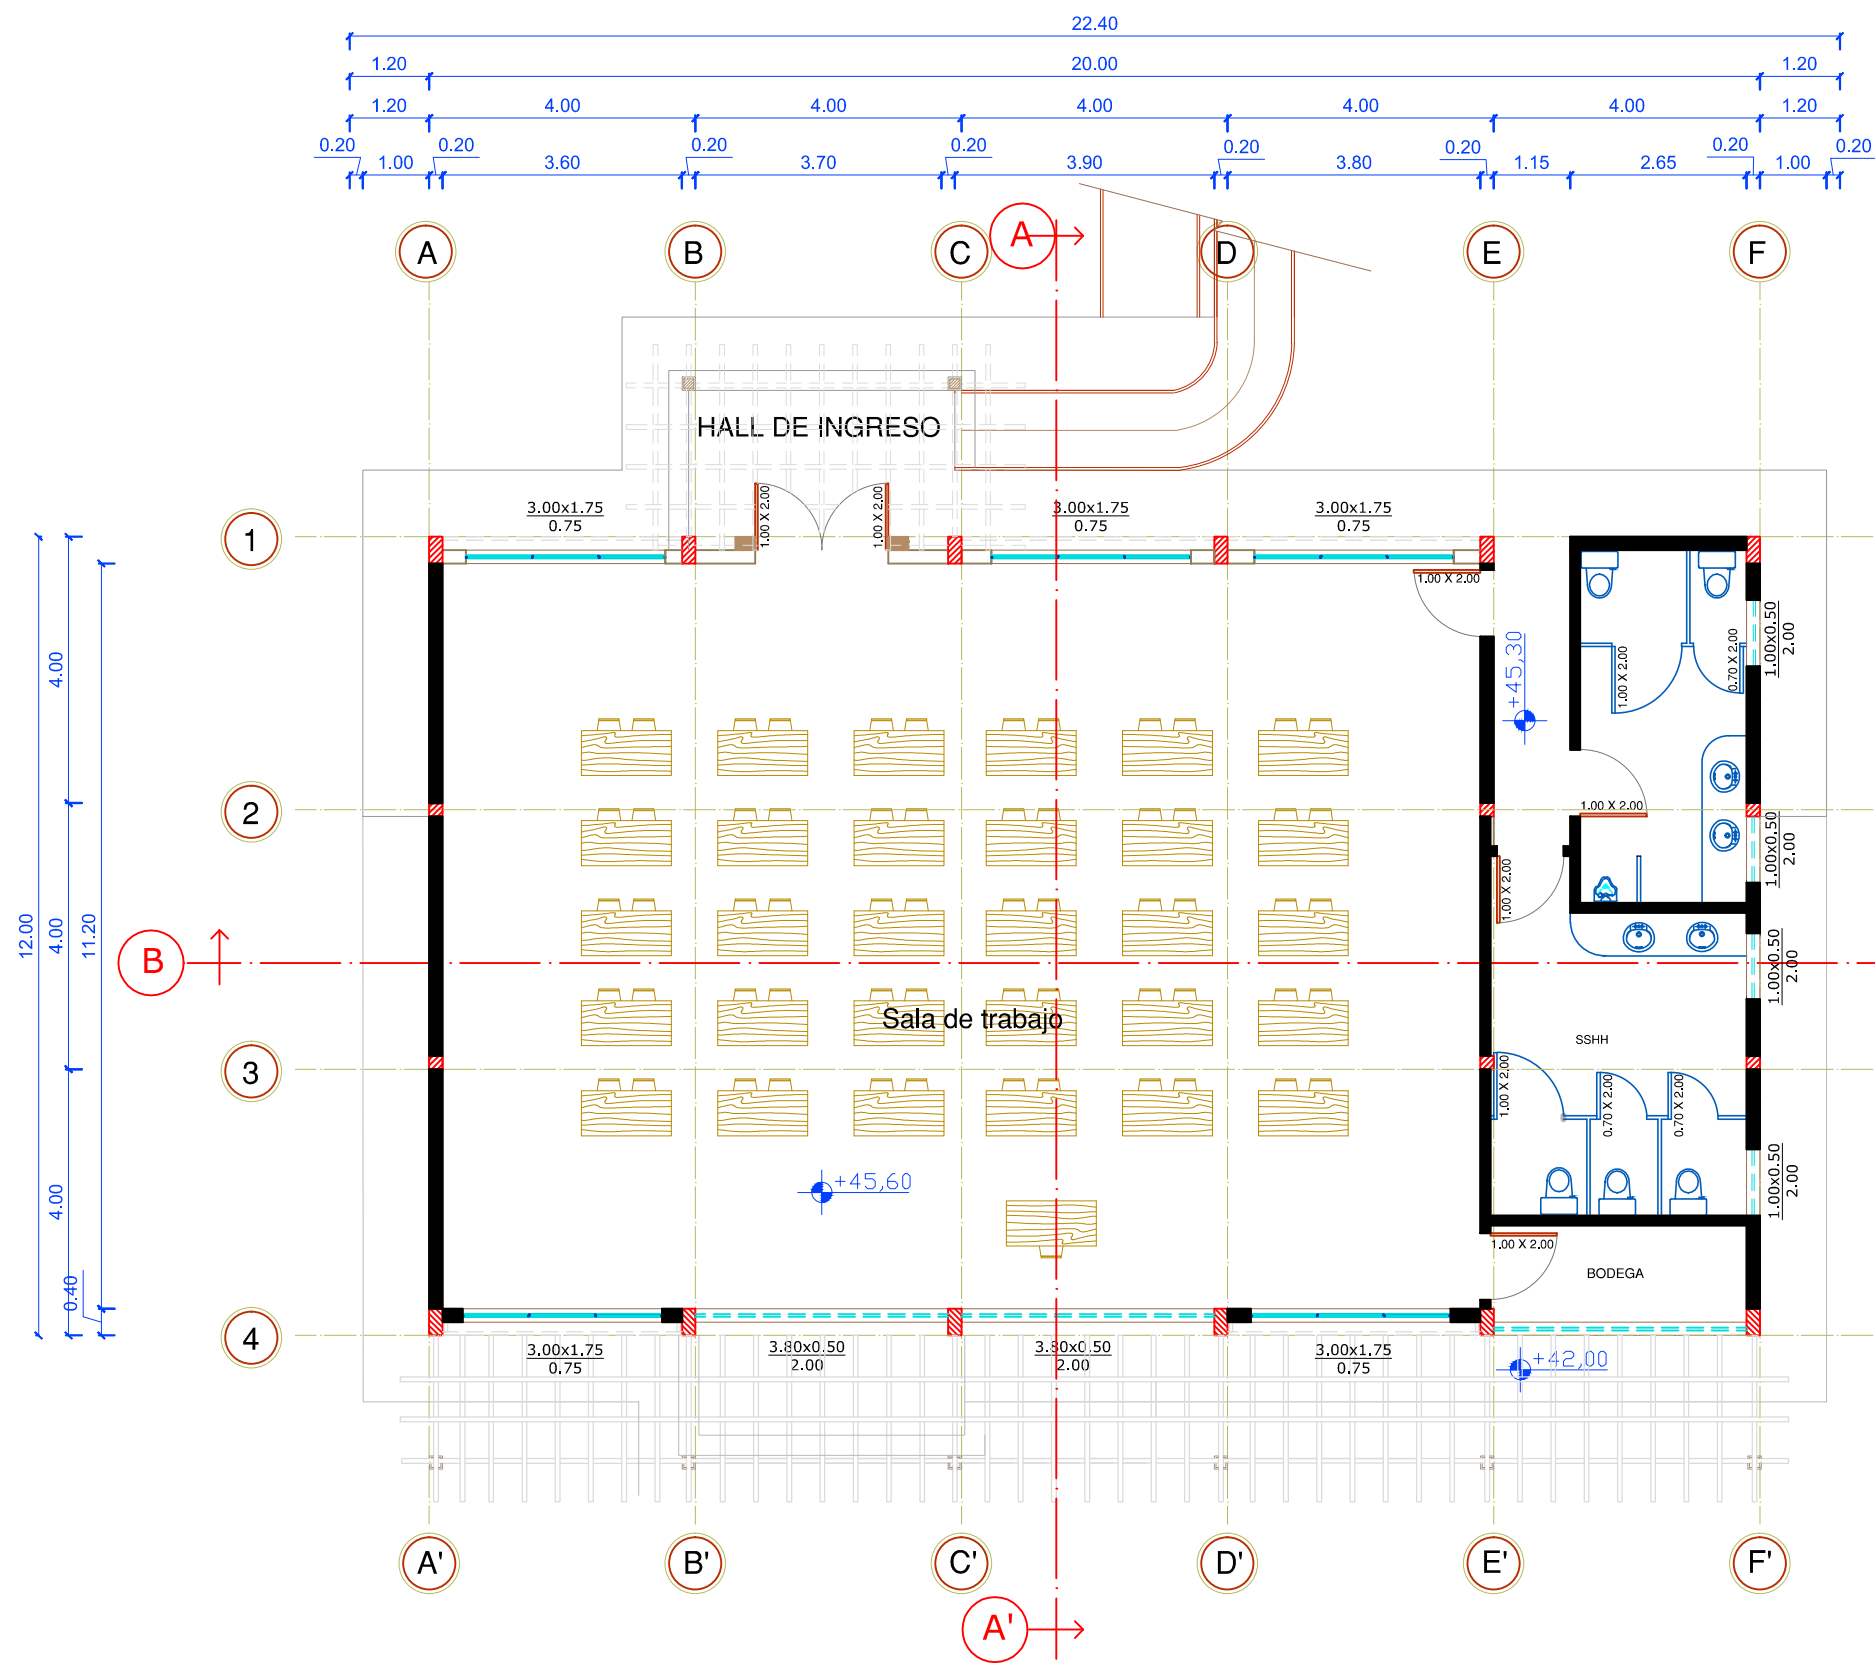 22.40
1.20 20.00 1.20
1.20 4.00 4.00 4.00 4.00 4.00 1.20
0.20 0.20 0.20 0.20 0.20 0.20 0.20 0.20
1.00 3.60 3.70 3.90 3.80 1.15 2.65 1.00
A B C A D E F
HALL DE INGRESO
1.00 X 2.00
1.00 X 2.00
3.00x1.75
0.75
3.00x1.75
0.75
3.00x1.75
0.75
1
1.00 X 2.00
1.00x0.50
2.00
+45,30
1.00 X 2.00
0.70 X 2.00
4.00
2
1.00 X 2.00
1.00x0.50
2.00
1.00 X 2.00
12.00
4.00
11.20
B
1.00x0.50
2.00
Sala de trabajo
SSHH
3
1.00 X 2.00
0.70 X 2.00
0.70 X 2.00
4.00
+45,60
1.00x0.50
2.00
1.00 X 2.00
BODEGA
0.40
4
3.00x1.75
0.75
3.80x0.50
2.00
3.80x0.50
2.00
3.00x1.75
0.75
+42,00
A' B' C' D' E' F'
A'